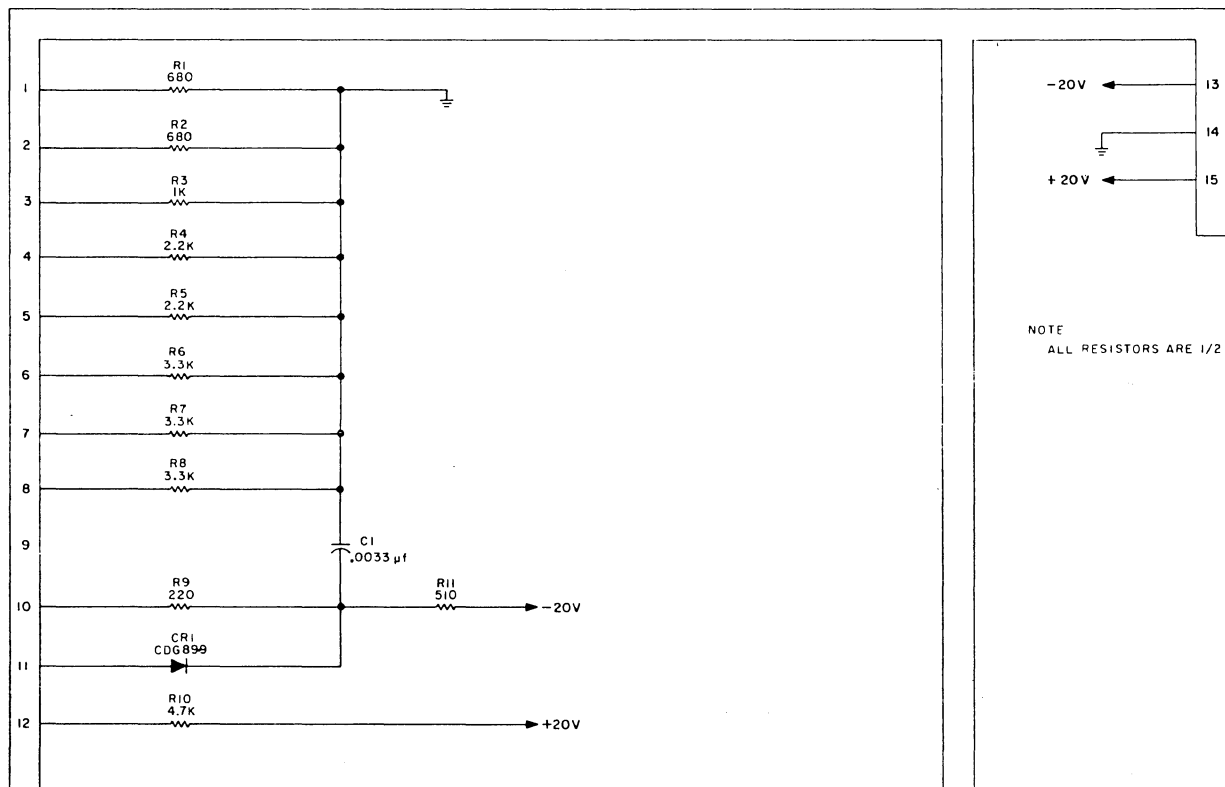 1
R1
680
2
R2
680
3
R3
1K
4
R4
2.2K
5
R5
2.2K
6
R6
3.3K
7
R7
3.3K
8
R8
3.3K
9
C1
.0033 µf
10
R9
220
R11
510
-20V
11
CR1
CDG899
12
R10
4.7K
+20V
-20V
13
14
+20V
15
NOTE
ALL RESISTORS ARE 1/2